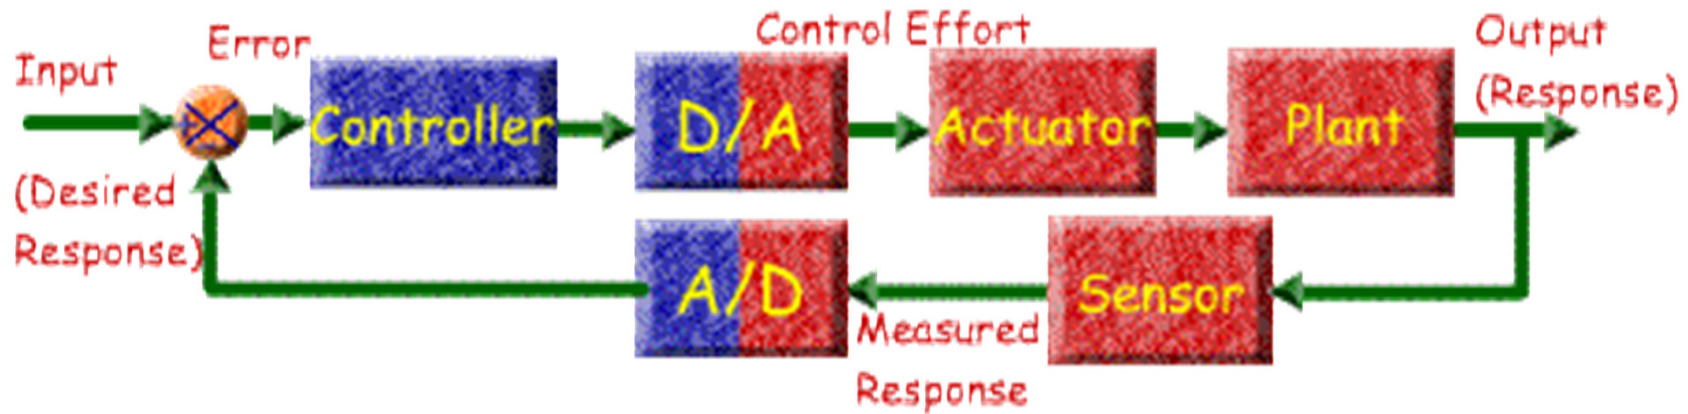 Input
Error
Control Effort
Output
(Response)
Controller
D/A
Actuator
Plant
(Desired
Response)
A/D
Sensor
Measured
Response